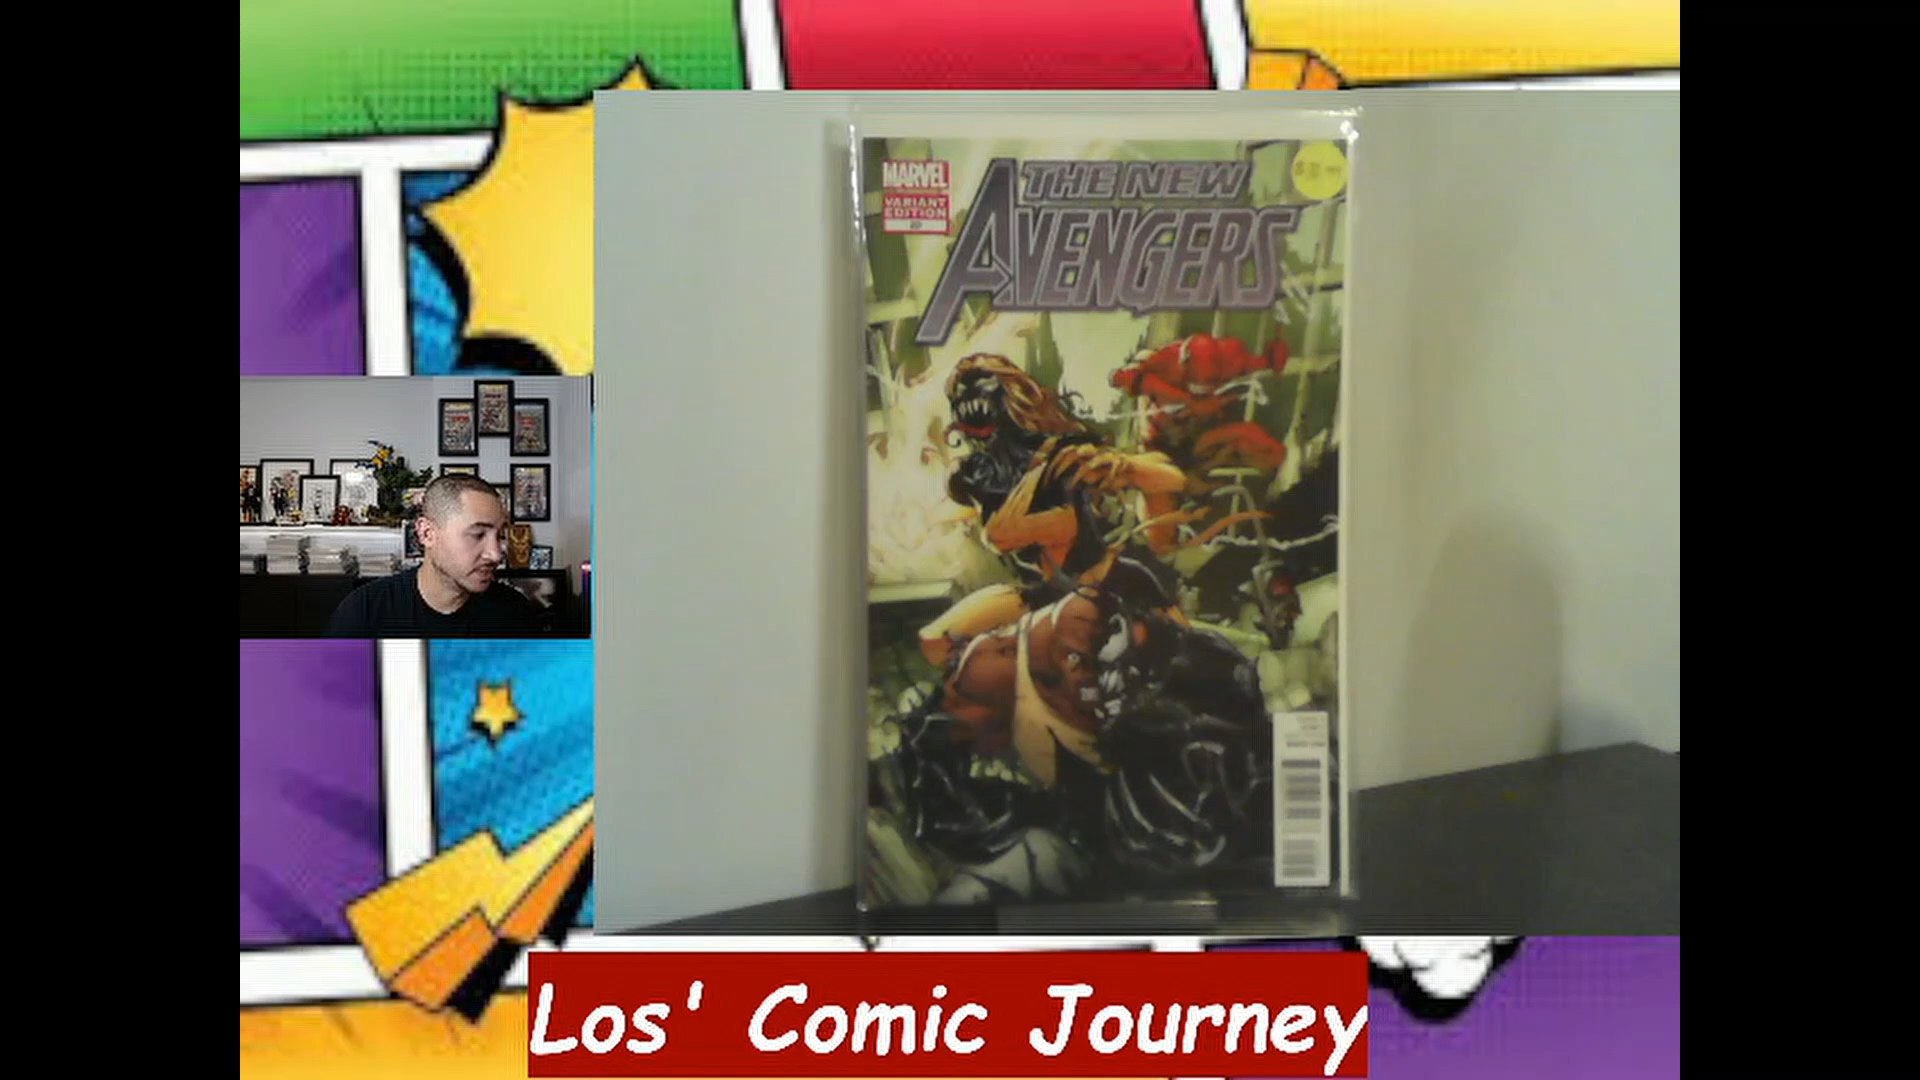 MARVEL
VARIANT
EDITION
THE NEW
AVENGERS
Los' Comic Journey